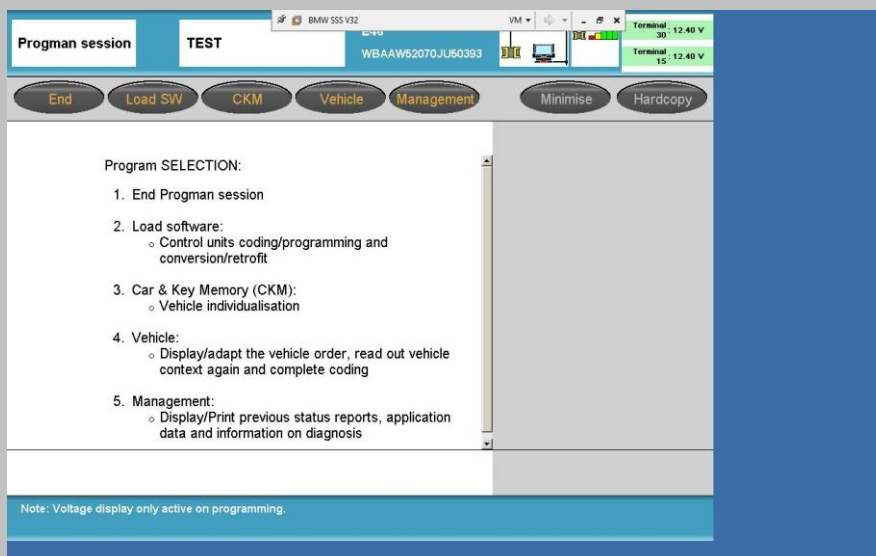 BMW SSS V32
VM
Progman session
TEST
E46
WBAAW52070JU50393
Terminal 30 : 12.40 V
Terminal 15 : 12.40 V
End
Load SW
CKM
Vehicle
Management
Minimise
Hardcopy
Program SELECTION:
1. End Progman session
2. Load software:
Control units coding/programming and
conversion/retrofit
3. Car & Key Memory (CKM):
Vehicle individualisation
4. Vehicle:
Display/adapt the vehicle order, read out vehicle
context again and complete coding
5. Management:
Display/Print previous status reports, application
data and information on diagnosis
Note: Voltage display only active on programming.